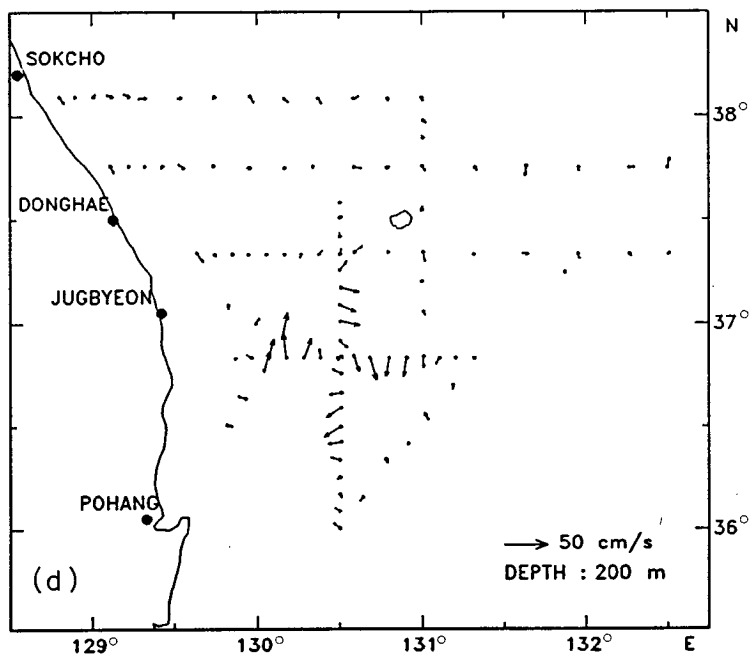 N
SOKCHO
38°
DONGHAE
JUGBYEON
37°
POHANG
36°
50 cm/s
(d)
DEPTH : 200 m
129°
130°
131°
132°
E